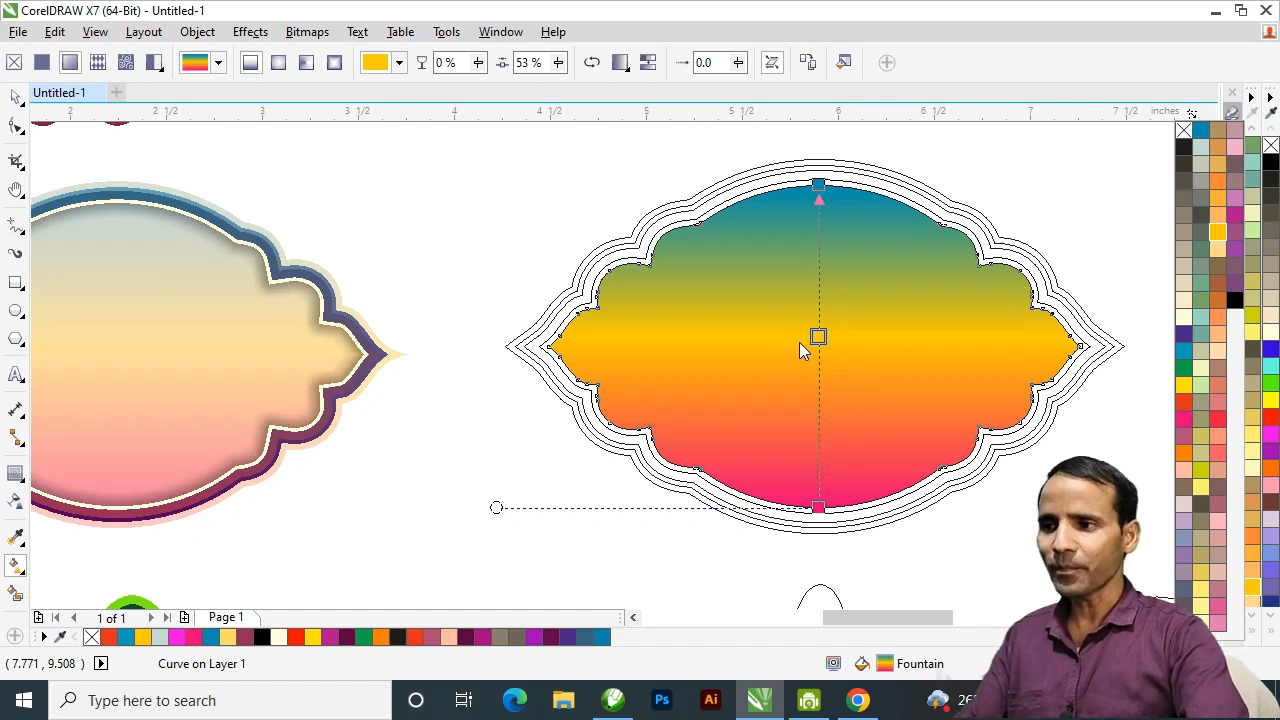 CorelDRAW X7 (64-Bit) - Untitled-1
File Edit View Layout Object Effects Bitmaps Text Table Tools Window Help
0 % 53 % 0.0
Untitled-1
2 2 1/2 3 3 1/2 4 4 1/2 5 5 1/2 6 6 1/2 7 7 1/2 inches
1 of 1 Page 1
( 7.771 , 9.508 ) Curve on Layer 1 Fountain
Type here to search Ps Ai